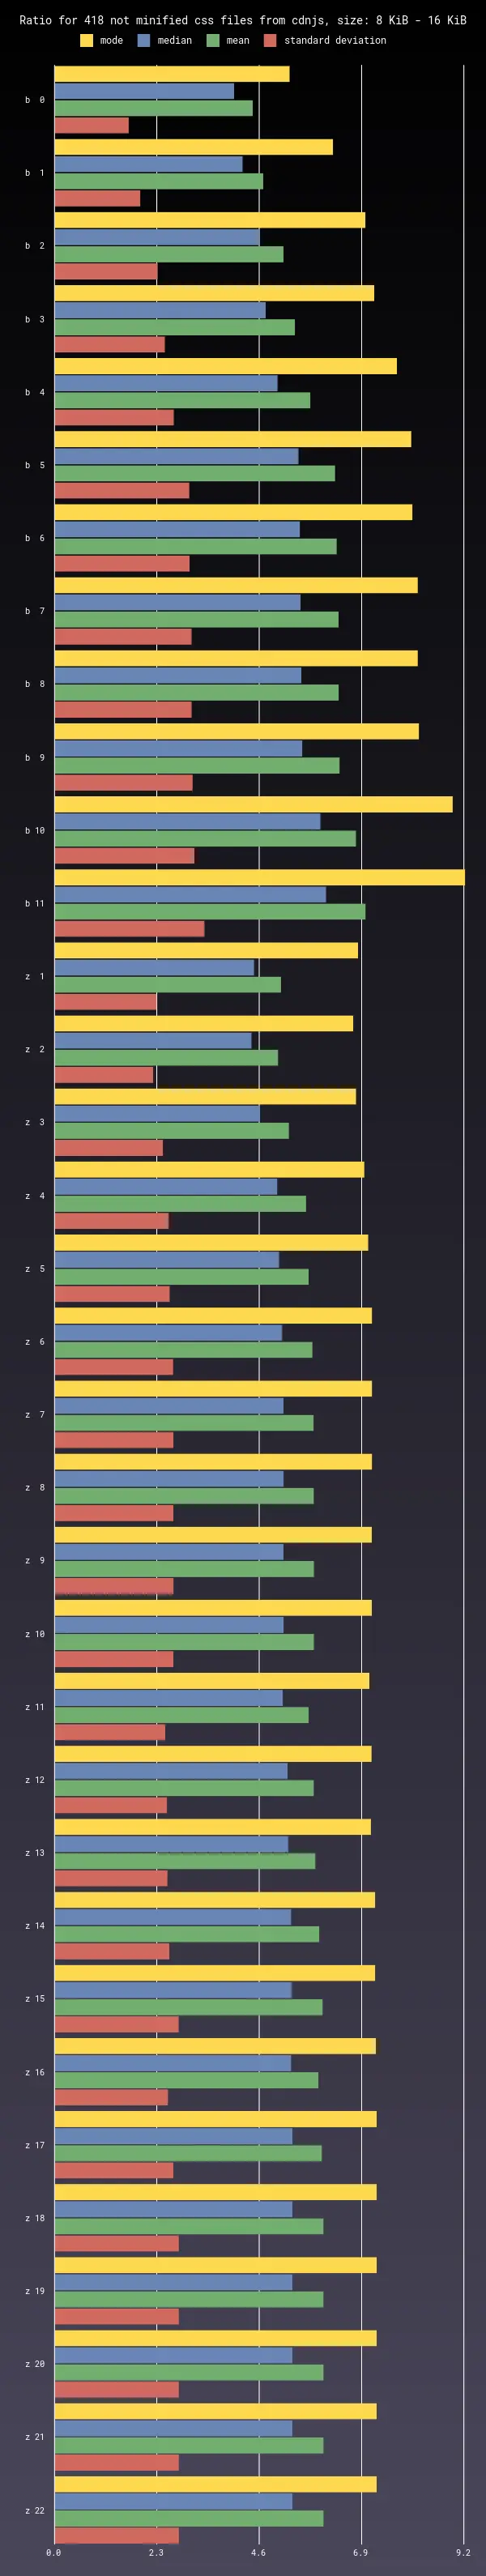 Ratio for 418 not minified css files from cdnjs, size: 8 KiB - 16 KiB
mode median mean standard deviation
b 0
b 1
b 2
b 3
b 4
b 5
b 6
b 7
b 8
b 9
b 10
b 11
z 1
z 2
z 3
z 4
z 5
z 6
z 7
z 8
z 9
z 10
z 11
z 12
z 13
z 14
z 15
z 16
z 17
z 18
z 19
z 20
z 21
z 22
0.0 2.3 4.6 6.9 9.2